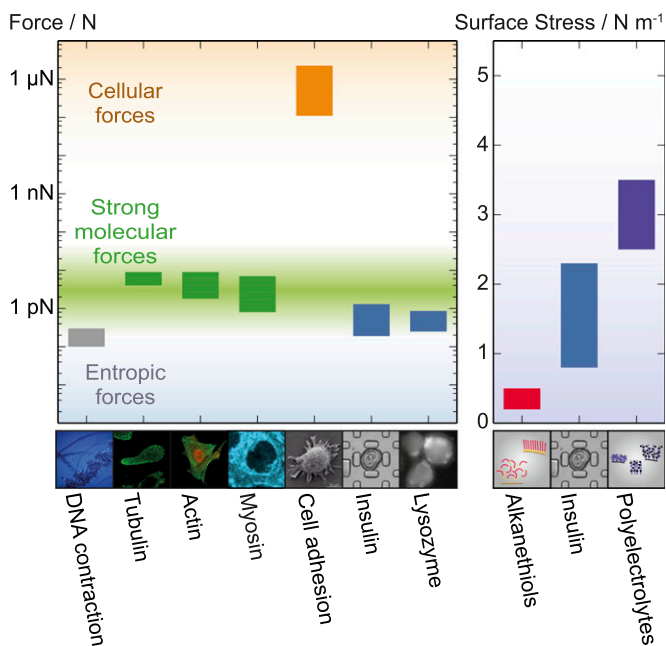 Force / N
Surface Stress / N m⁻¹
1 µN
1 nN
1 pN
Cellular
forces
Strong
molecular
forces
Entropic
forces
5
4
3
2
1
0
DNA contraction
Tubulin
Actin
Myosin
Cell adhesion
Insulin
Lysozyme
Alkanethiols
Insulin
Polyelectrolytes